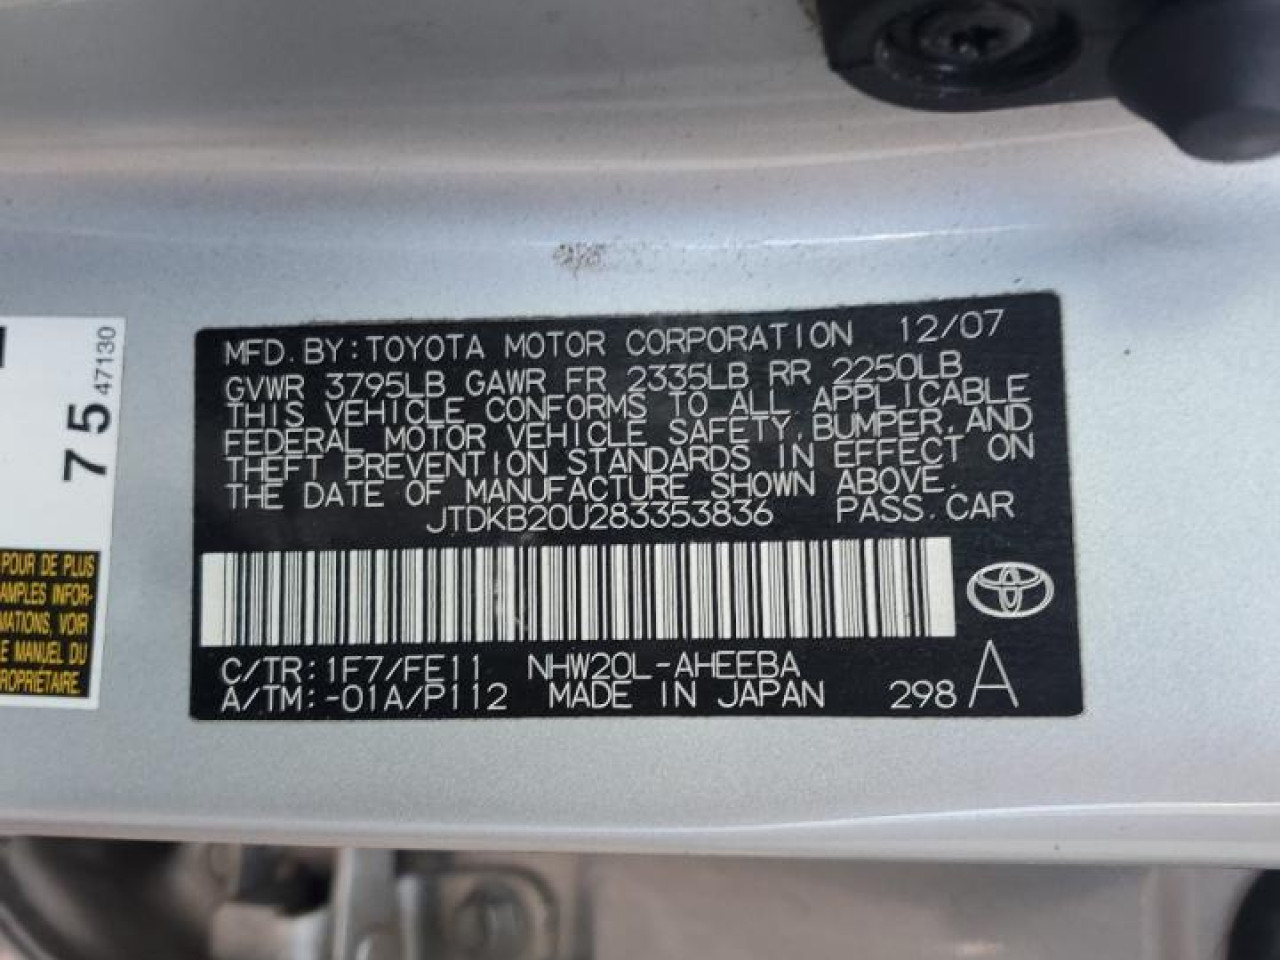 MFD. BY: TOYOTA MOTOR CORPORATION 12/07
GVWR 3795LB GAWR FR 2335LB RR 2250LB
THIS VEHICLE CONFORMS TO ALL APPLICABLE
FEDERAL MOTOR VEHICLE SAFETY, BUMPER, AND
THEFT PREVENTION STANDARDS IN EFFECT ON
THE DATE OF MANUFACTURE SHOWN ABOVE.
JTDKB20U283353836 PASS. CAR
C/TR: 1F7/FE11 NHW20L-AHEEBA
A/TM: -01A/P112 MADE IN JAPAN 298 A
75 47130
POUR DE PLUS
AMPLES INFOR-
MATIONS, VOIR
LE MANUEL DU
PROPRIÉTAIRE.